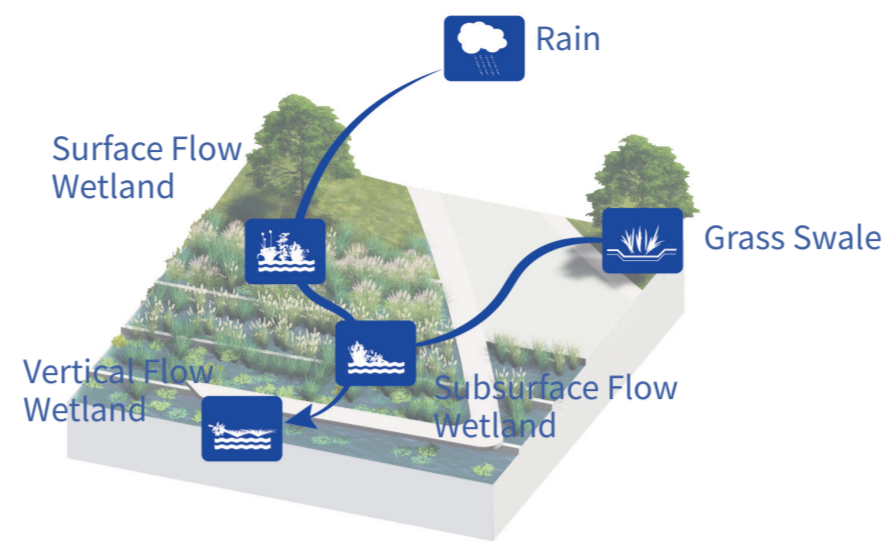 Rain
Surface Flow
Wetland
Grass Swale
Vertical Flow
Wetland
Subsurface Flow
Wetland